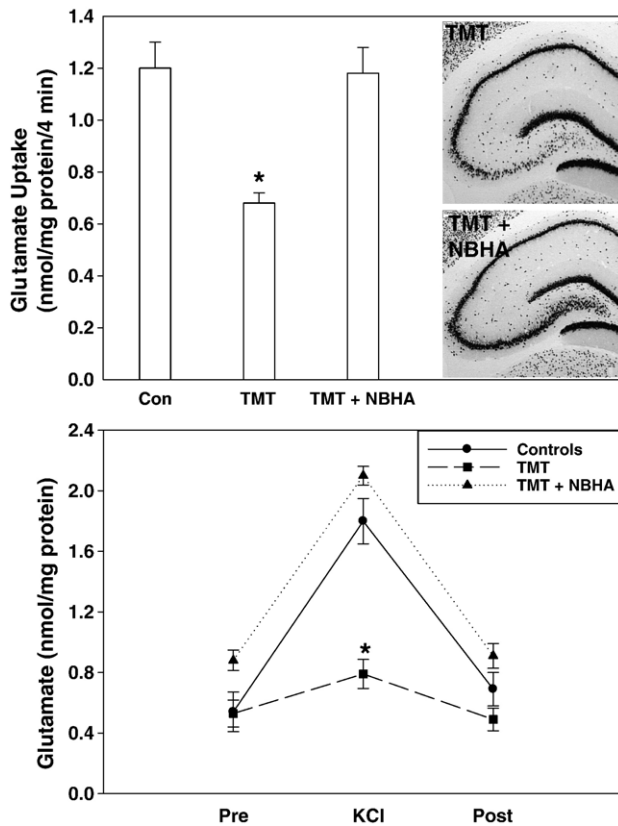 Glutamate Uptake
(nmol/mg protein/4 min)
1.4
1.2
1.0
0.8
0.6
0.4
0.2
0.0
*
Con TMT TMT + NBHA
TMT
TMT +
NBHA
Glutamate (nmol/mg protein)
2.4
2.0
1.6
1.2
0.8
0.4
0.0
Controls
TMT
TMT + NBHA
*
Pre KCl Post